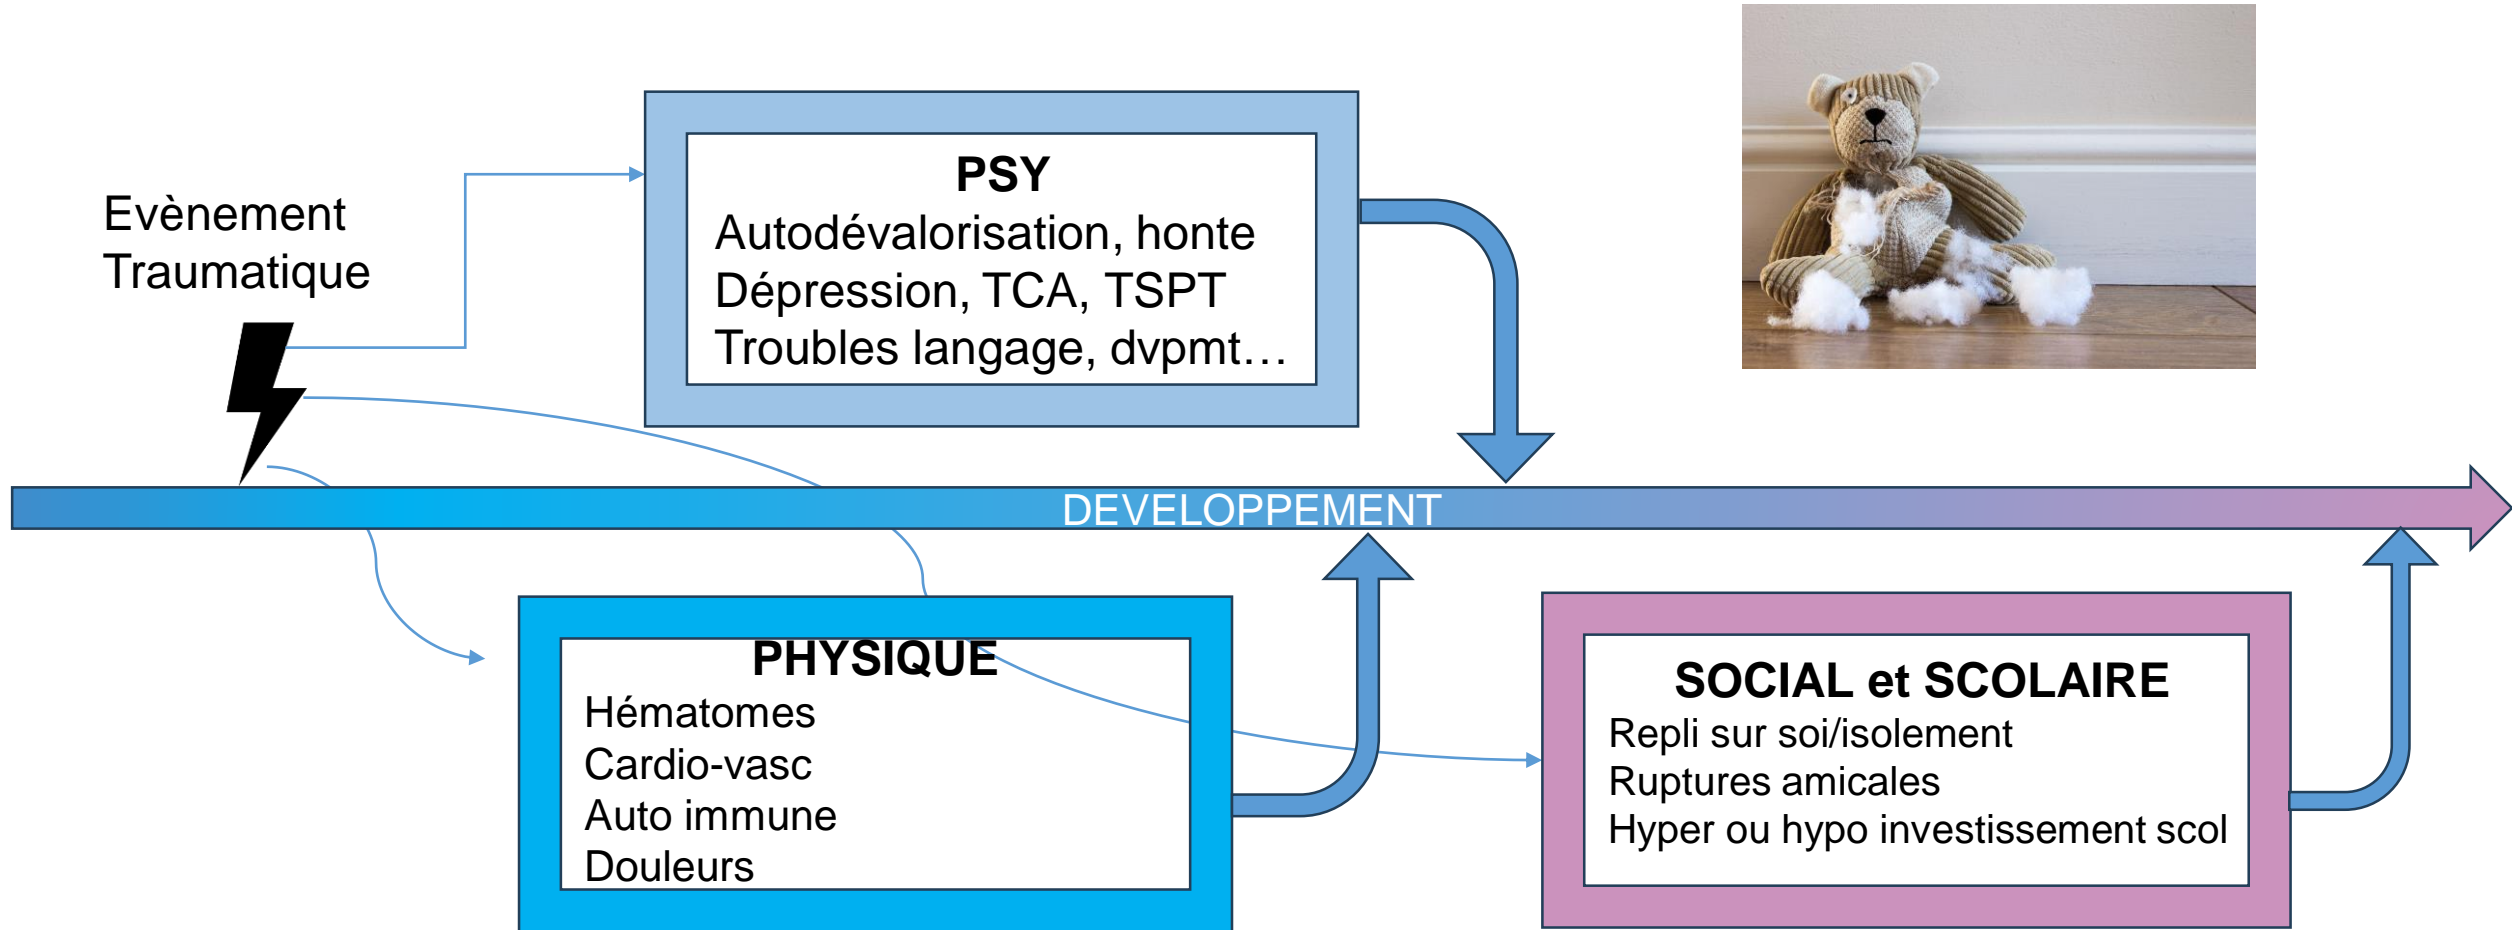 Evènement
Traumatique
PSY
Autodévalorisation, honte
Dépression, TCA, TSPT
Troubles langage, dvpmt…
DEVELOPPEMENT
PHYSIQUE
Hématomes
Cardio-vasc
Auto immune
Douleurs
SOCIAL et SCOLAIRE
Repli sur soi/isolement
Ruptures amicales
Hyper ou hypo investissement scol